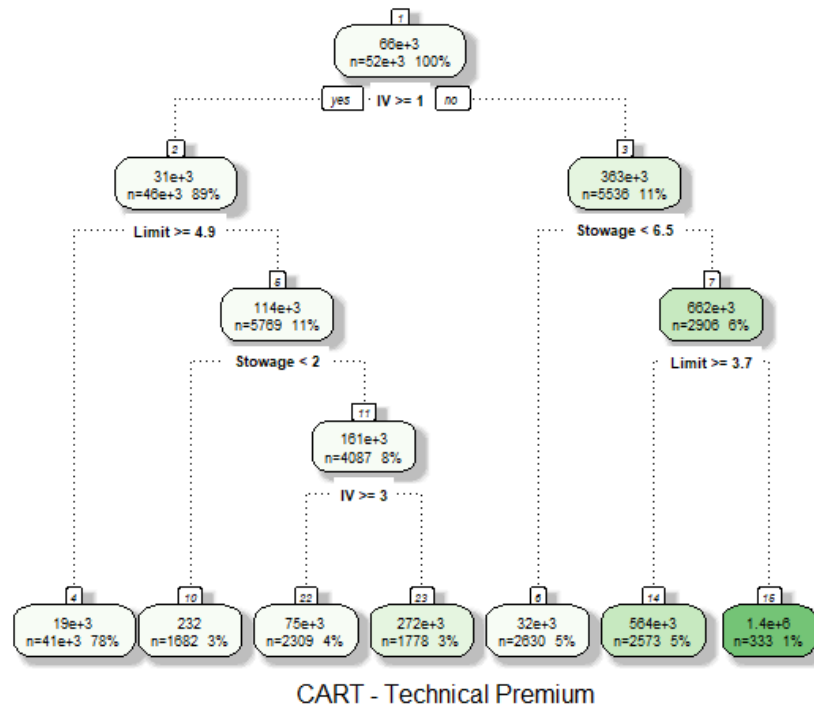 1
66e+3
n=52e+3 100%
yes IV >= 1 no
2
31e+3
n=46e+3 89%
3
363e+3
n=5536 11%
Limit >= 4.9
Stowage < 6.5
5
114e+3
n=5769 11%
7
662e+3
n=2906 6%
Stowage < 2
Limit >= 3.7
11
161e+3
n=4087 8%
IV >= 3
4
19e+3
n=41e+3 78%
10
232
n=1682 3%
22
75e+3
n=2309 4%
23
272e+3
n=1778 3%
6
32e+3
n=2630 5%
14
564e+3
n=2573 5%
15
1.4e+6
n=333 1%
CART - Technical Premium